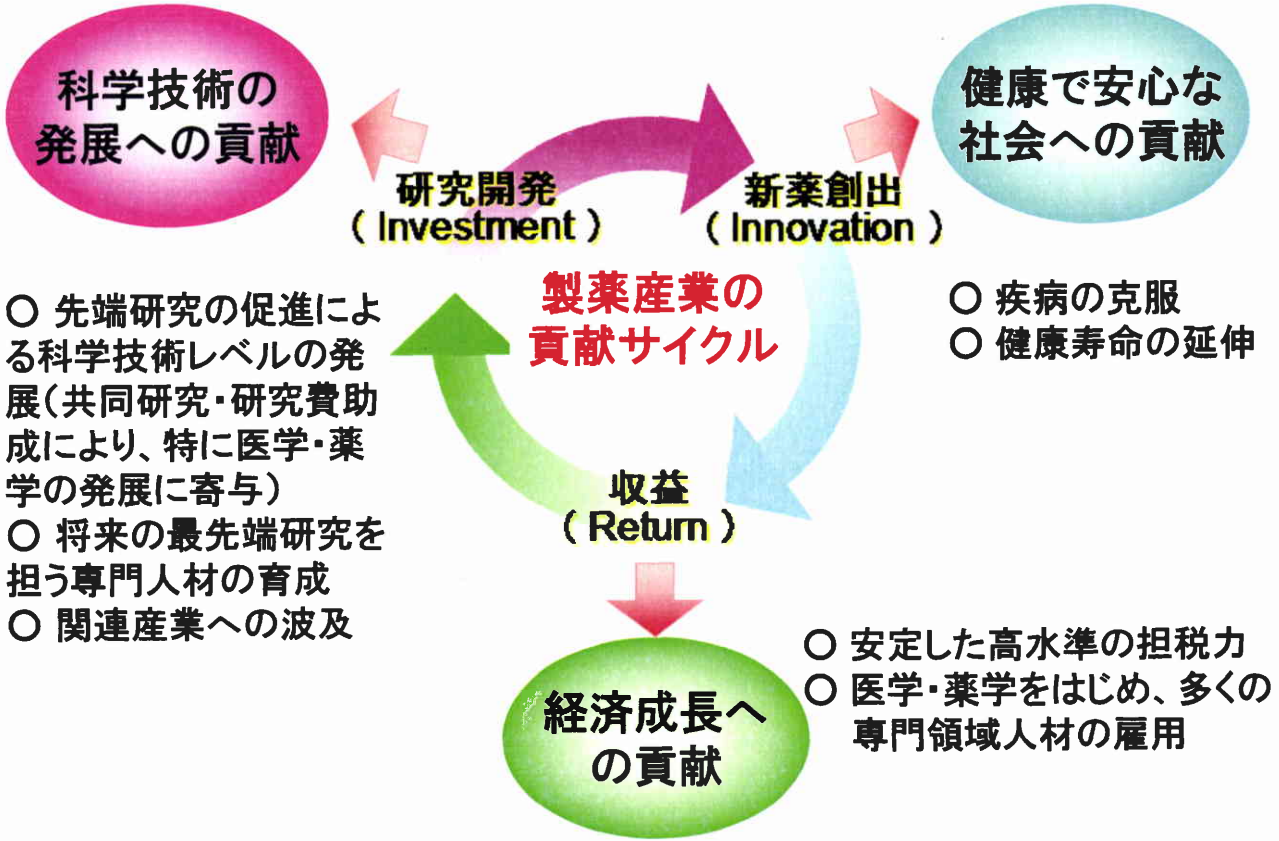 科学技術の
発展への貢献
健康で安心な
社会への貢献
研究開発
( Investment )
新薬創出
( Innovation )
製薬産業の
貢献サイクル
○ 先端研究の促進によ
る科学技術レベルの発
展(共同研究・研究費助
成により、特に医学・薬
学の発展に寄与)
○ 将来の最先端研究を
担う専門人材の育成
○ 関連産業への波及
○ 疾病の克服
○ 健康寿命の延伸
収益
( Return )
経済成長へ
の貢献
○ 安定した高水準の担税力
○ 医学・薬学をはじめ、多くの
専門領域人材の雇用